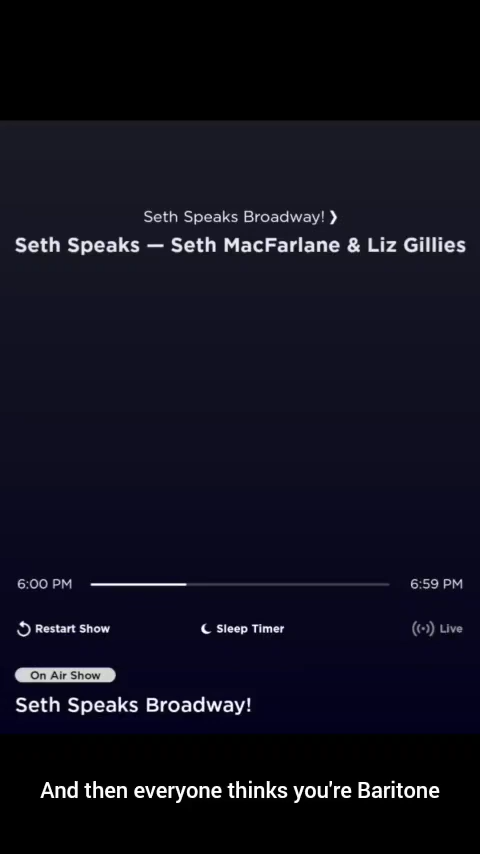 Seth Speaks Broadway! ❯
Seth Speaks — Seth MacFarlane & Liz Gillies
6:00 PM 6:59 PM
Restart Show Sleep Timer Live
On Air Show
Seth Speaks Broadway!
And then everyone thinks you're Baritone